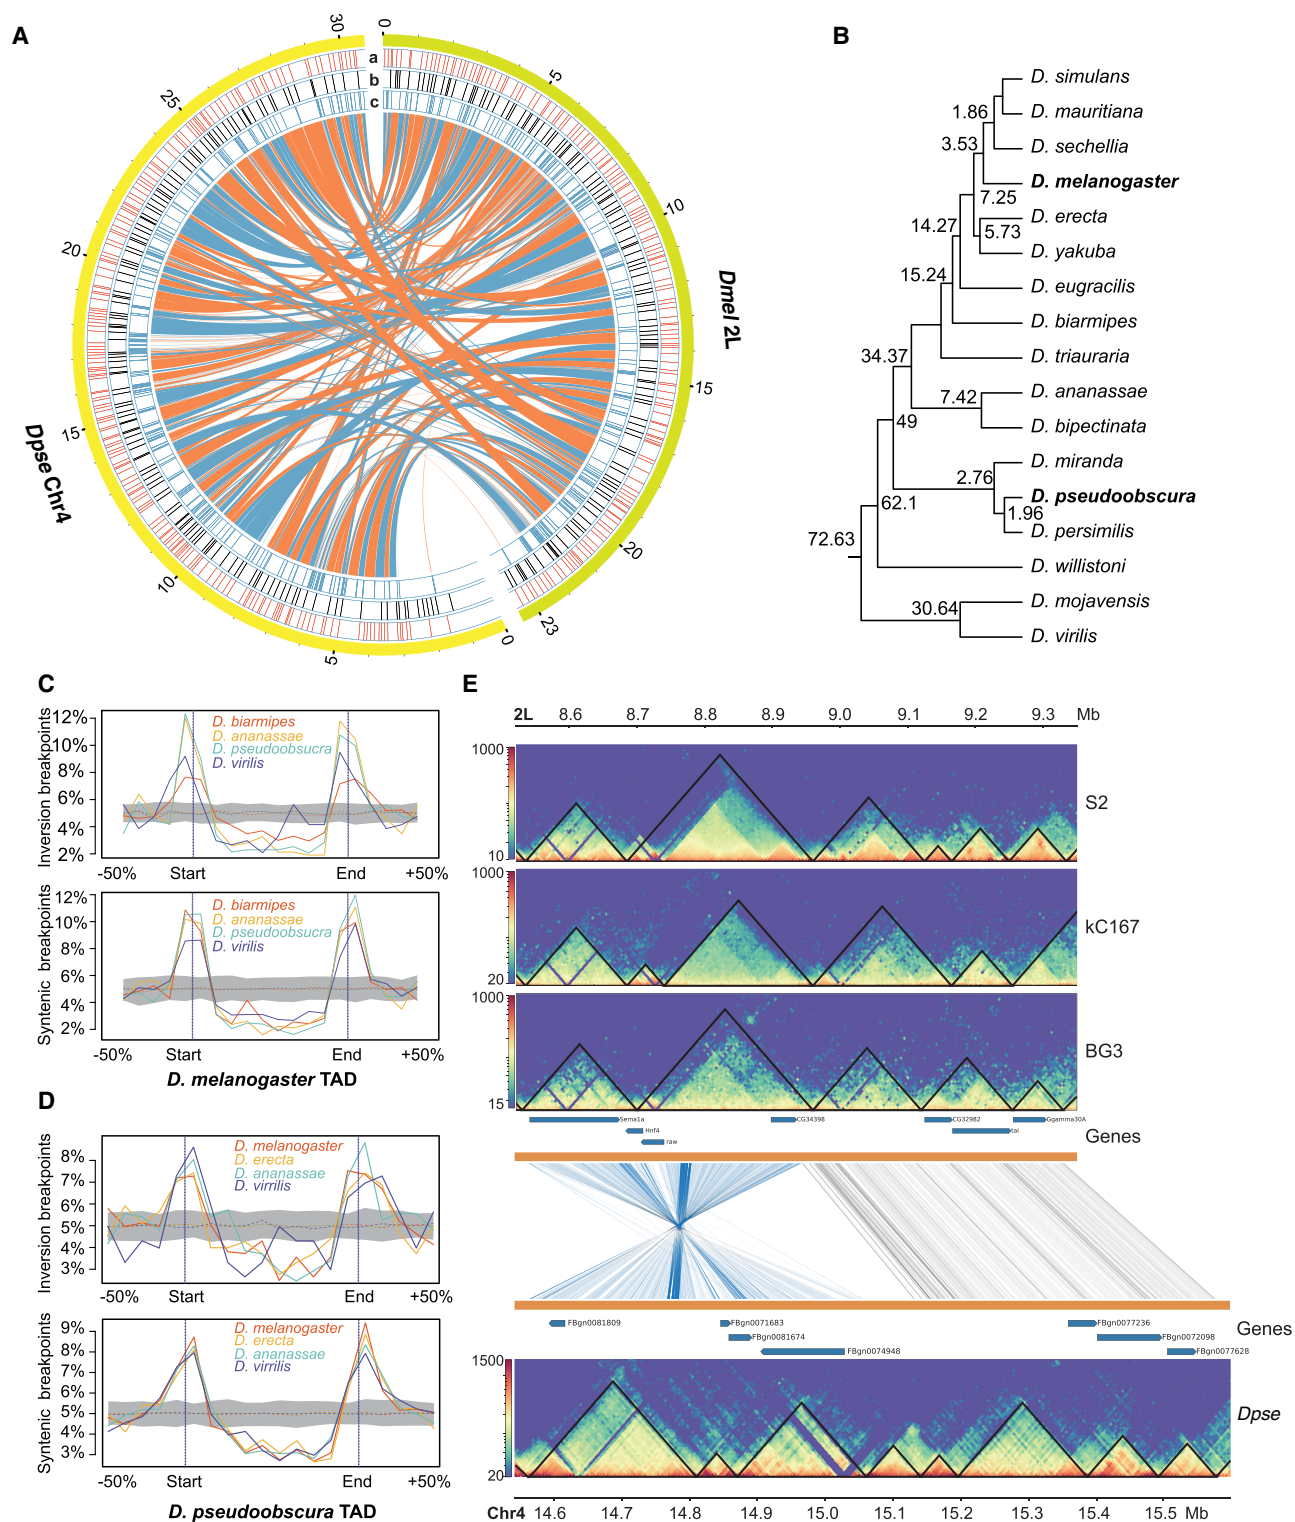 A
0
5
10
15
20
23
0
5
10
15
20
25
30
a
b
c
Dmel 2L
Dpse Chr4
B
D. simulans
D. mauritiana
D. sechellia
D. melanogaster
D. erecta
D. yakuba
D. eugracilis
D. biarmipes
D. triauraria
D. ananassae
D. bipectinata
D. miranda
D. pseudoobscura
D. persimilis
D. willistoni
D. mojavensis
D. virilis
1.86
3.53
7.25
14.27
5.73
15.24
34.37
7.42
49
2.76
1.96
62.1
72.63
30.64
C
Inversion breakpoints
12%
10%
8%
6%
4%
2%
D. biarmipes
D. ananassae
D. pseudoobsucra
D. virilis
-50% Start End +50%
Syntenic breakpoints
12%
10%
8%
6%
4%
2%
D. biarmipes
D. ananassae
D. pseudoobsucra
D. virilis
-50% Start End +50%
D. melanogaster TAD
D
Inversion breakpoints
8%
7%
6%
5%
4%
3%
D. melanogaster
D. erecta
D. ananassae
D. virrilis
-50% Start End +50%
Syntenic breakpoints
9%
8%
7%
6%
5%
4%
3%
D. melanogaster
D. erecta
D. ananassae
D. virrilis
-50% Start End +50%
D. pseudoobscura TAD
E
2L 8.6 8.7 8.8 8.9 9.0 9.1 9.2 9.3 Mb
1000
10
S2
1000
20
kC167
1000
15
BG3
Sema1a CG34398 CG32982 Ggamma30A
Hnf4 tai
raw
Genes
FBgn0081809 FBgn0071683 FBgn0077236
FBgn0081674 FBgn0072098
FBgn0074948 FBgn0077628
Genes
1500
20
Dpse
Chr4 14.6 14.7 14.8 14.9 15.0 15.1 15.2 15.3 15.4 15.5 Mb